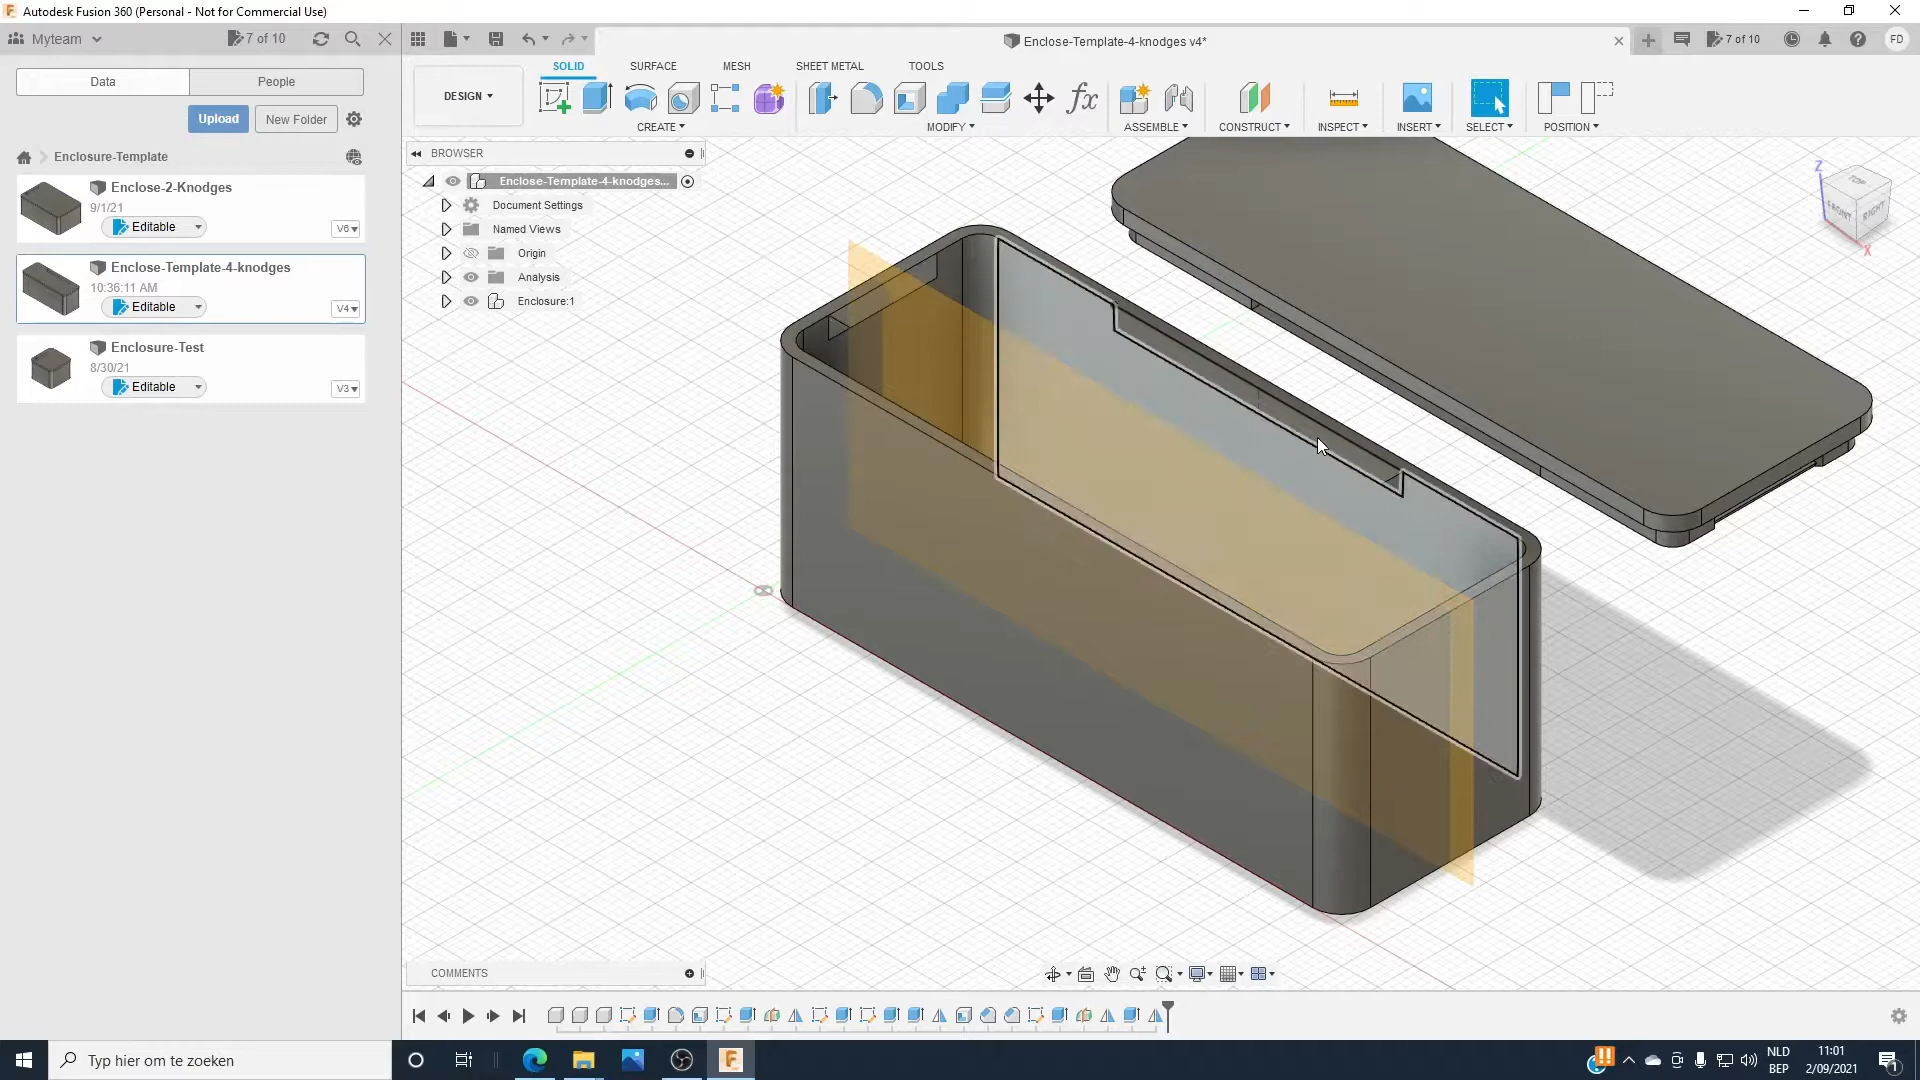 Autodesk Fusion 360 (Personal - Not for Commercial Use)
Myteam
7 of 10
Enclose-Template-4-knodges v4*
7 of 10
FD
Data
People
Upload
New Folder
Enclosure-Template
Enclose-2-Knodges
9/1/21
Editable
V6
Enclose-Template-4-knodges
10:36:11 AM
Editable
V4
Enclosure-Test
8/30/21
Editable
V3
DESIGN
SOLID
SURFACE
MESH
SHEET METAL
TOOLS
CREATE
MODIFY
ASSEMBLE
CONSTRUCT
INSPECT
INSERT
SELECT
POSITION
BROWSER
Enclose-Template-4-knodges...
Document Settings
Named Views
Origin
Analysis
Enclosure:1
Z
TOP
FRONT
RIGHT
X
COMMENTS
Typ hier om te zoeken
NLD
BEP
11:01
2/09/2021
1